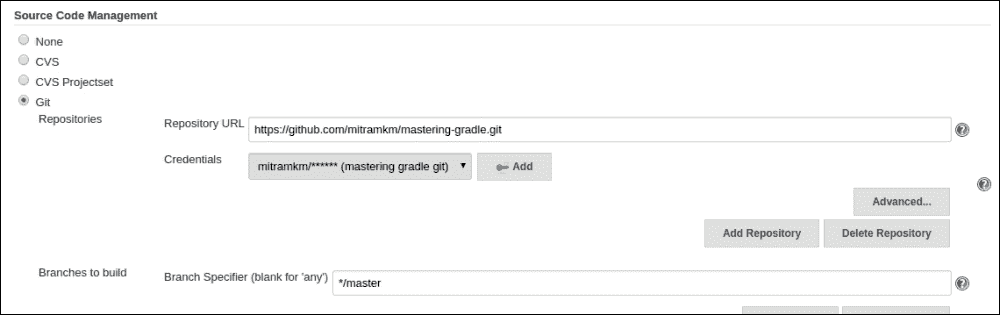 Source Code Management
None
CVS
CVS Projectset
Git
Repositories
Repository URL https://github.com/mitramkm/mastering-gradle.git
Credentials mitramkm/****** (mastering gradle git) Add
Advanced...
Add Repository Delete Repository
Branches to build Branch Specifier (blank for 'any') */master